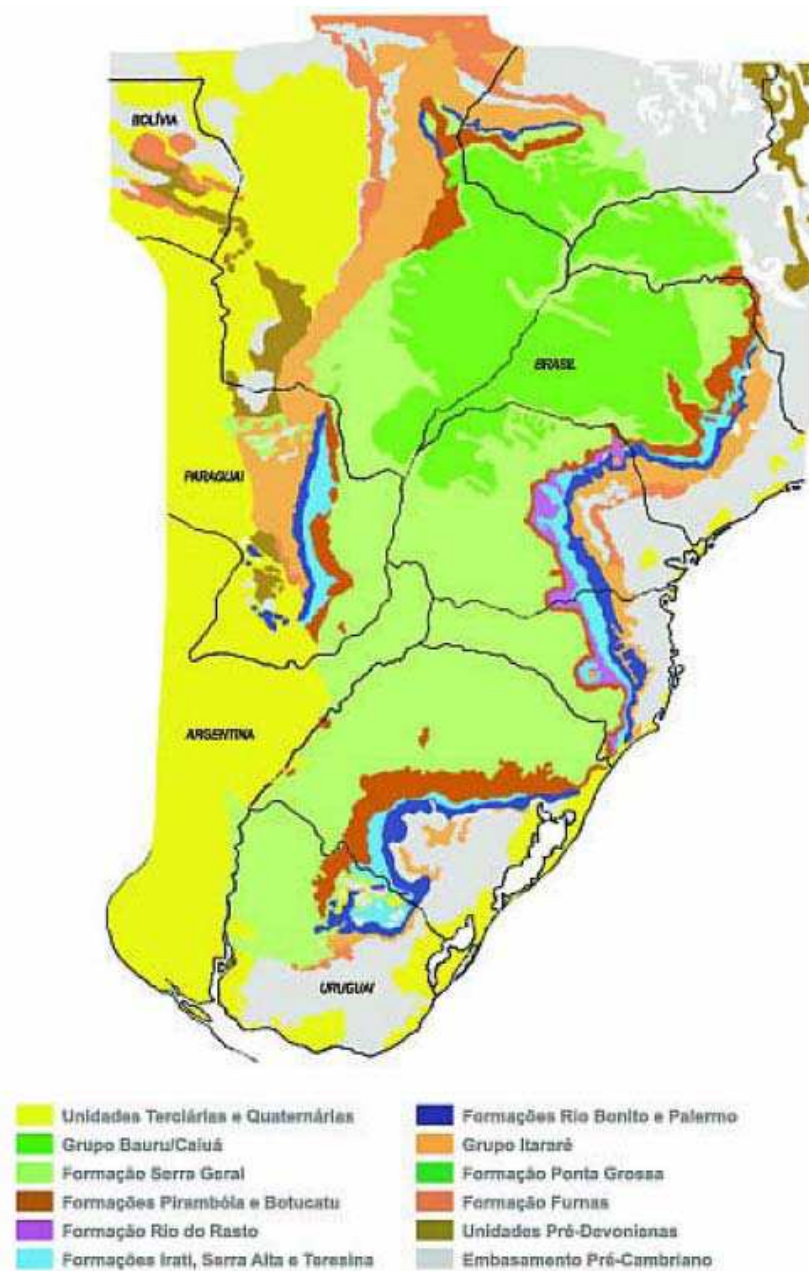 BOLÍVIA
BRASIL
PARAGUAI
ARGENTINA
URUGUAI
Unidades Terciárias e Quaternárias
Grupo Bauru/Caiuá
Formação Serra Geral
Formações Pirambóia e Botucatu
Formação Rio do Rasto
Formações Irati, Serra Alta e Teresina
Formações Rio Bonito e Palermo
Grupo Itararé
Formação Ponta Grossa
Formação Furnas
Unidades Pré-Devonianas
Embasamento Pré-Cambriano